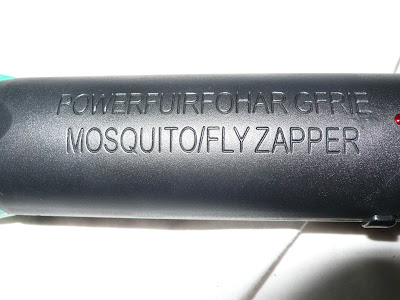 POWERFUIRFOHAR GFRIE
MOSQUITO/FLY ZAPPER